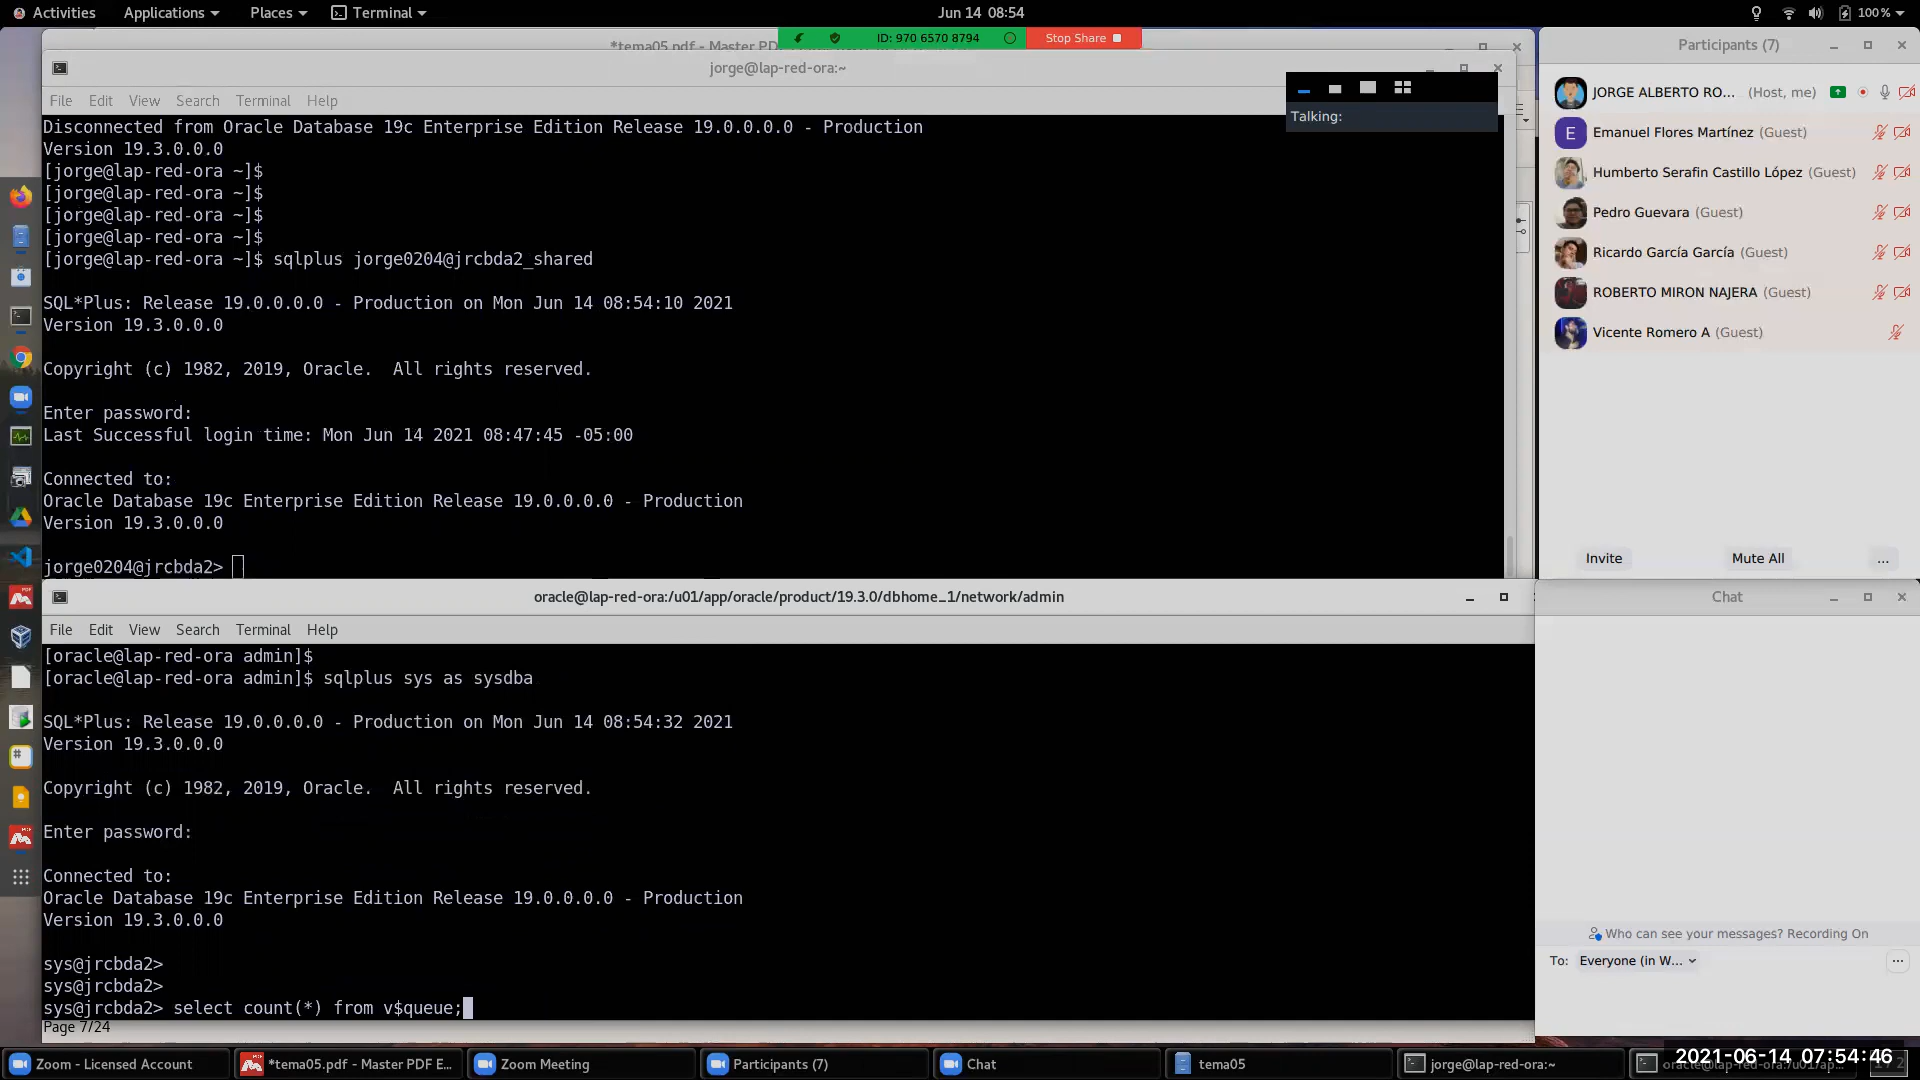 Activities
Applications
Places
Terminal
Jun 14 08:54
100%
*tema05.pdf - Master PD
ID: 970 6570 8794
Stop Share
jorge@lap-red-ora:~
File Edit View Search Terminal Help
Talking:
Disconnected from Oracle Database 19c Enterprise Edition Release 19.0.0.0.0 - Production
Version 19.3.0.0.0
[jorge@lap-red-ora ~]$
[jorge@lap-red-ora ~]$
[jorge@lap-red-ora ~]$
[jorge@lap-red-ora ~]$
[jorge@lap-red-ora ~]$ sqlplus jorge0204@jrcbda2_shared
SQL*Plus: Release 19.0.0.0.0 - Production on Mon Jun 14 08:54:10 2021
Version 19.3.0.0.0
Copyright (c) 1982, 2019, Oracle.  All rights reserved.
Enter password:
Last Successful login time: Mon Jun 14 2021 08:47:45 -05:00
Connected to:
Oracle Database 19c Enterprise Edition Release 19.0.0.0.0 - Production
Version 19.3.0.0.0
jorge0204@jrcbda2>
oracle@lap-red-ora:/u01/app/oracle/product/19.3.0/dbhome_1/network/admin
File Edit View Search Terminal Help
[oracle@lap-red-ora admin]$
[oracle@lap-red-ora admin]$ sqlplus sys as sysdba
SQL*Plus: Release 19.0.0.0.0 - Production on Mon Jun 14 08:54:32 2021
Version 19.3.0.0.0
Copyright (c) 1982, 2019, Oracle.  All rights reserved.
Enter password:
Connected to:
Oracle Database 19c Enterprise Edition Release 19.0.0.0.0 - Production
Version 19.3.0.0.0
sys@jrcbda2>
sys@jrcbda2>
sys@jrcbda2> select count(*) from v$queue;
Page 7/24
Participants (7)
JORGE ALBERTO RO... (Host, me)
E
Emanuel Flores Martínez (Guest)
Humberto Serafin Castillo López (Guest)
Pedro Guevara (Guest)
Ricardo García García (Guest)
ROBERTO MIRON NAJERA (Guest)
Vicente Romero A (Guest)
Invite
Mute All
...
Chat
Who can see your messages? Recording On
To: Everyone (in W...
Zoom - Licensed Account
*tema05.pdf - Master PDF E...
Zoom Meeting
Participants (7)
Chat
tema05
jorge@lap-red-ora:~
2021-06-14 07:54:46